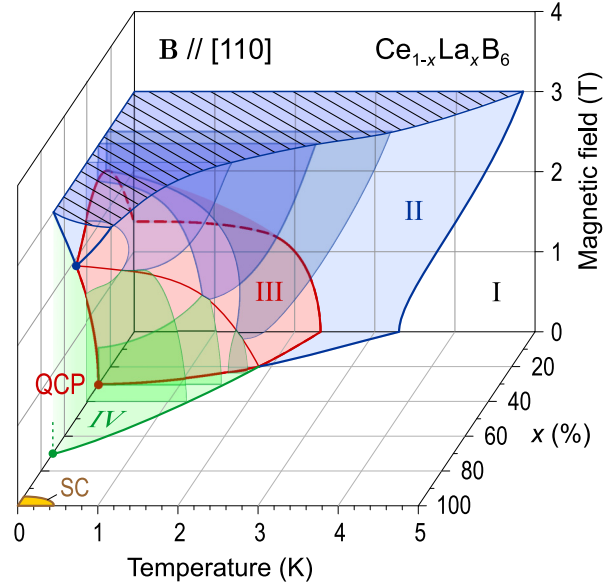 B // [110]
Ce1-xLaxB6
4
3
2
1
0
Magnetic field (T)
II
I
III
QCP
IV
SC
20
40
60
80
100
x (%)
0
1
2
3
4
5
Temperature (K)